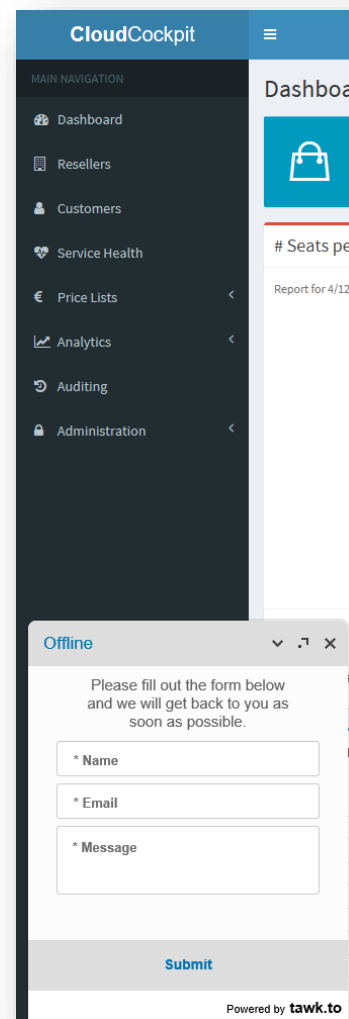 CloudCockpit
MAIN NAVIGATION
Dashboa
Dashboard
Resellers
Customers
# Seats pe
Service Health
Report for 4/12
€ Price Lists
Analytics
Auditing
Administration
Offline
Please fill out the form below
and we will get back to you as
soon as possible.
* Name
* Email
* Message
Submit
Powered by tawk.to